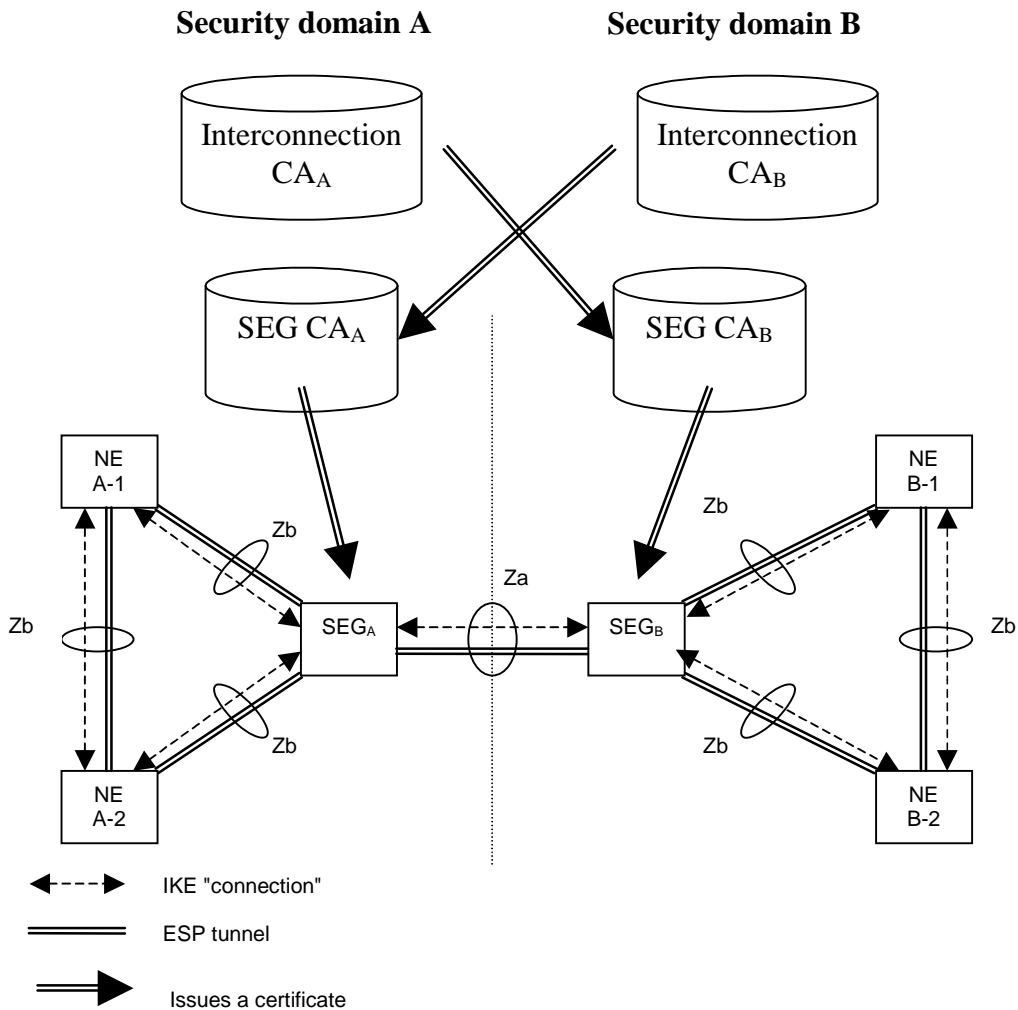 Security domain A
Security domain B
Interconnection
CAA
Interconnection
CAB
SEG CAA
SEG CAB
NE
A-1
NE
B-1
Zb
Zb
Za
Zb
SEGA
SEGB
Zb
Zb
Zb
NE
A-2
NE
B-2
IKE "connection"
ESP tunnel
Issues a certificate